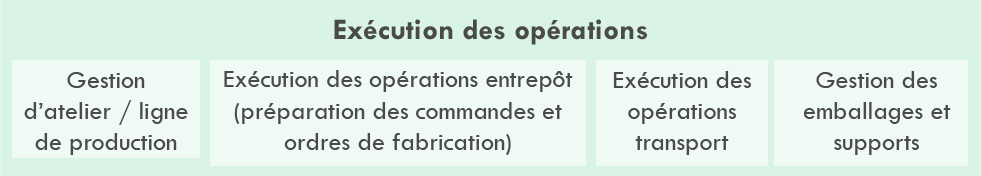 Exécution des opérations
Gestion
d'atelier / ligne
de production
Exécution des opérations entrepôt
(préparation des commandes et
ordres de fabrication)
Exécution des
opérations
transport
Gestion des
emballages et
supports